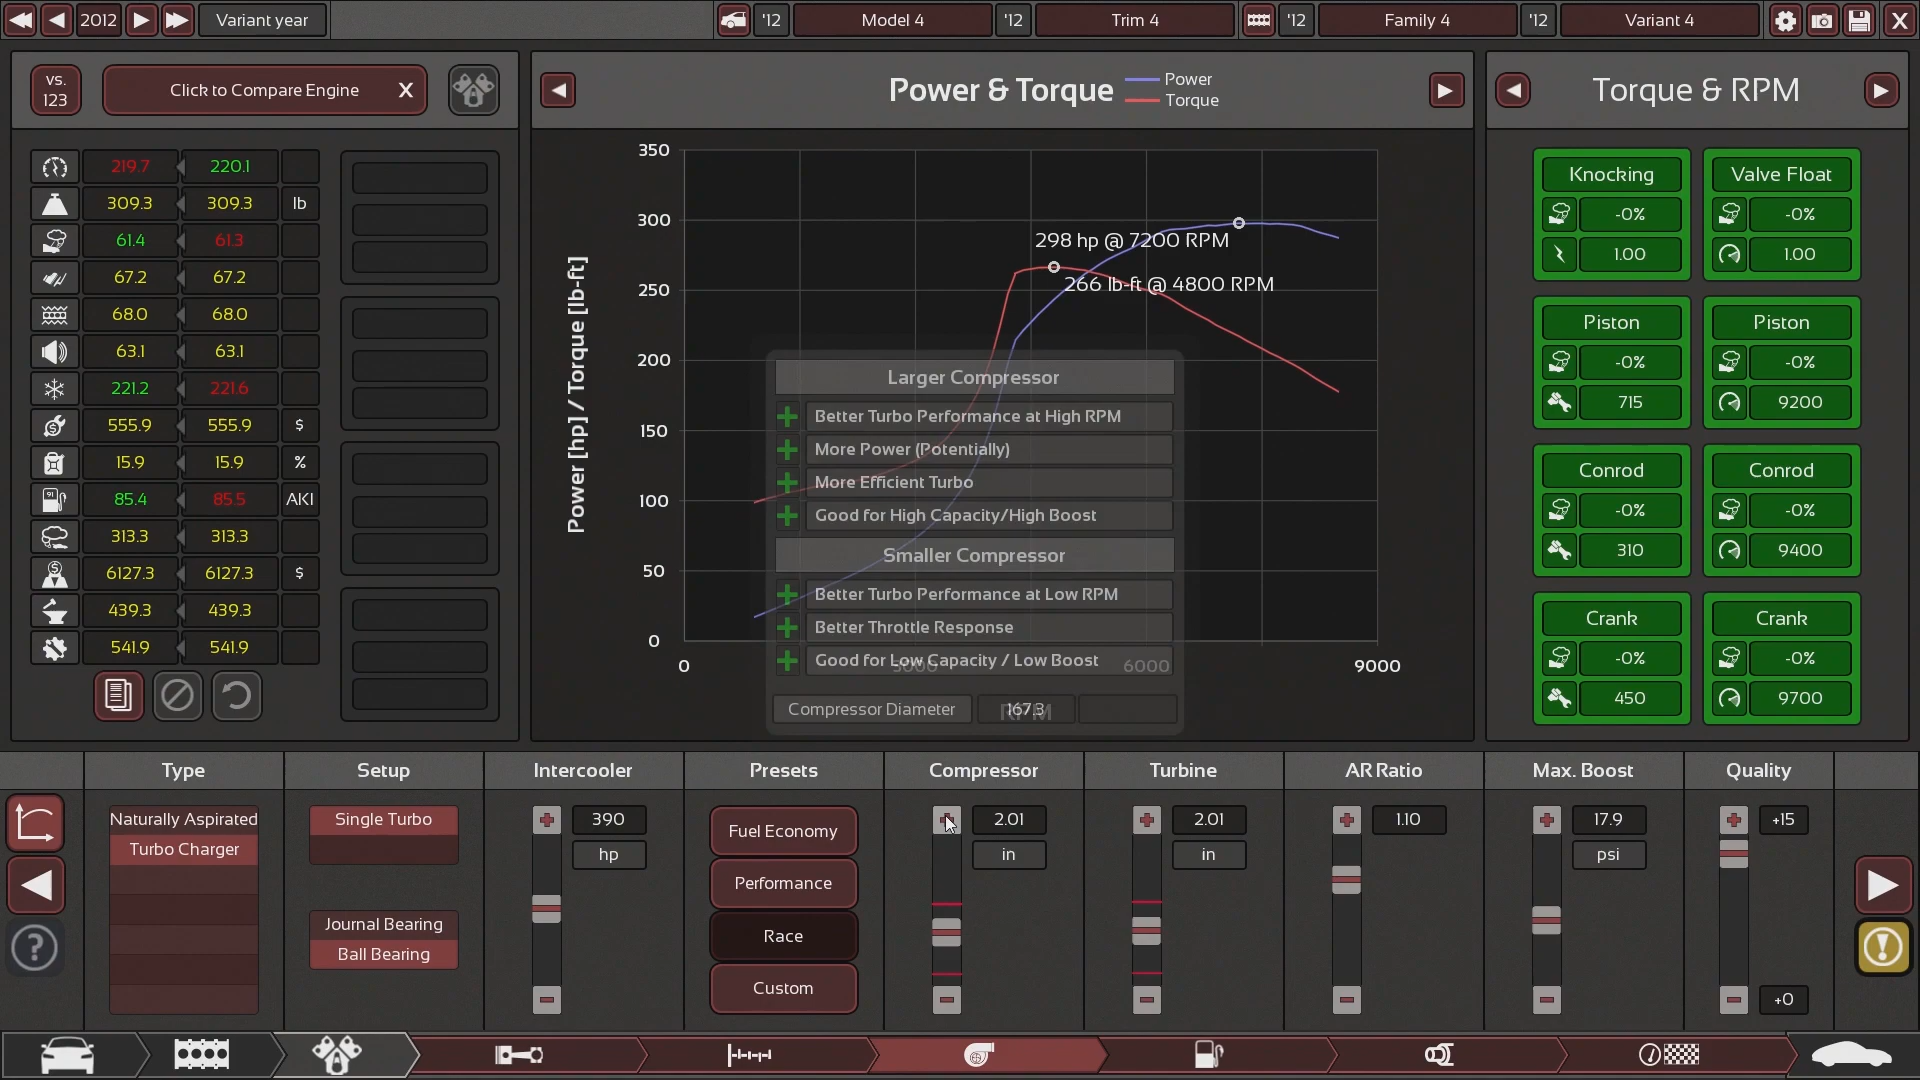 2012
Variant year
'12
Model 4
'12
Trim 4
'12
Family 4
'12
Variant 4
X
vs.
123
Click to Compare Engine
X
219.7 220.1
309.3 309.3 lb
61.4 61.3
67.2 67.2
68.0 68.0
63.1 63.1
221.2 221.6
555.9 555.9 $
15.9 15.9 %
91
85.4 85.5 AKI
313.3 313.3
6127.3 6127.3 $
439.3 439.3
541.9 541.9
Power & Torque
Power
Torque
Power [hp] / Torque [lb-ft]
350
300
250
200
150
100
50
0
0 3000 6000 9000
RPM
298 hp @ 7200 RPM
266 lb-ft @ 4800 RPM
Larger Compressor
Better Turbo Performance at High RPM
More Power (Potentially)
More Efficient Turbo
Good for High Capacity/High Boost
Smaller Compressor
Better Turbo Performance at Low RPM
Better Throttle Response
Good for Low Capacity / Low Boost
Compressor Diameter 167.3
Torque & RPM
Knocking Valve Float
-0% -0%
1.00 1.00
Piston Piston
-0% -0%
715 9200
Conrod Conrod
-0% -0%
310 9400
Crank Crank
-0% -0%
450 9700
Type
Naturally Aspirated
Turbo Charger
Setup
Single Turbo
Journal Bearing
Ball Bearing
Intercooler
390
hp
Presets
Fuel Economy
Performance
Race
Custom
Compressor
2.01
in
Turbine
2.01
in
AR Ratio
1.10
Max. Boost
17.9
psi
Quality
+15
+0
?